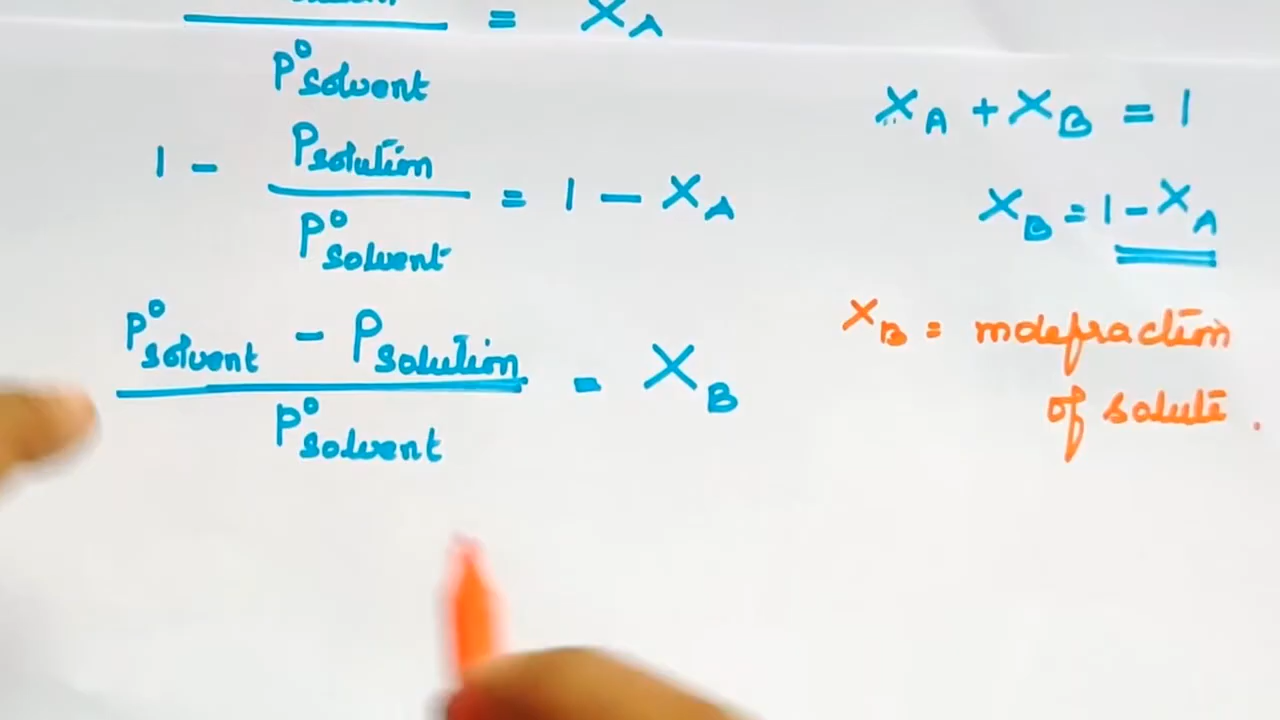 = X_A
P°solvent
1 - Psolution / P°solvent = 1 - X_A
P°solvent - Psolution / P°solvent = X_B
X_A + X_B = 1
X_B = 1 - X_A
X_B = molefraction
of solute.